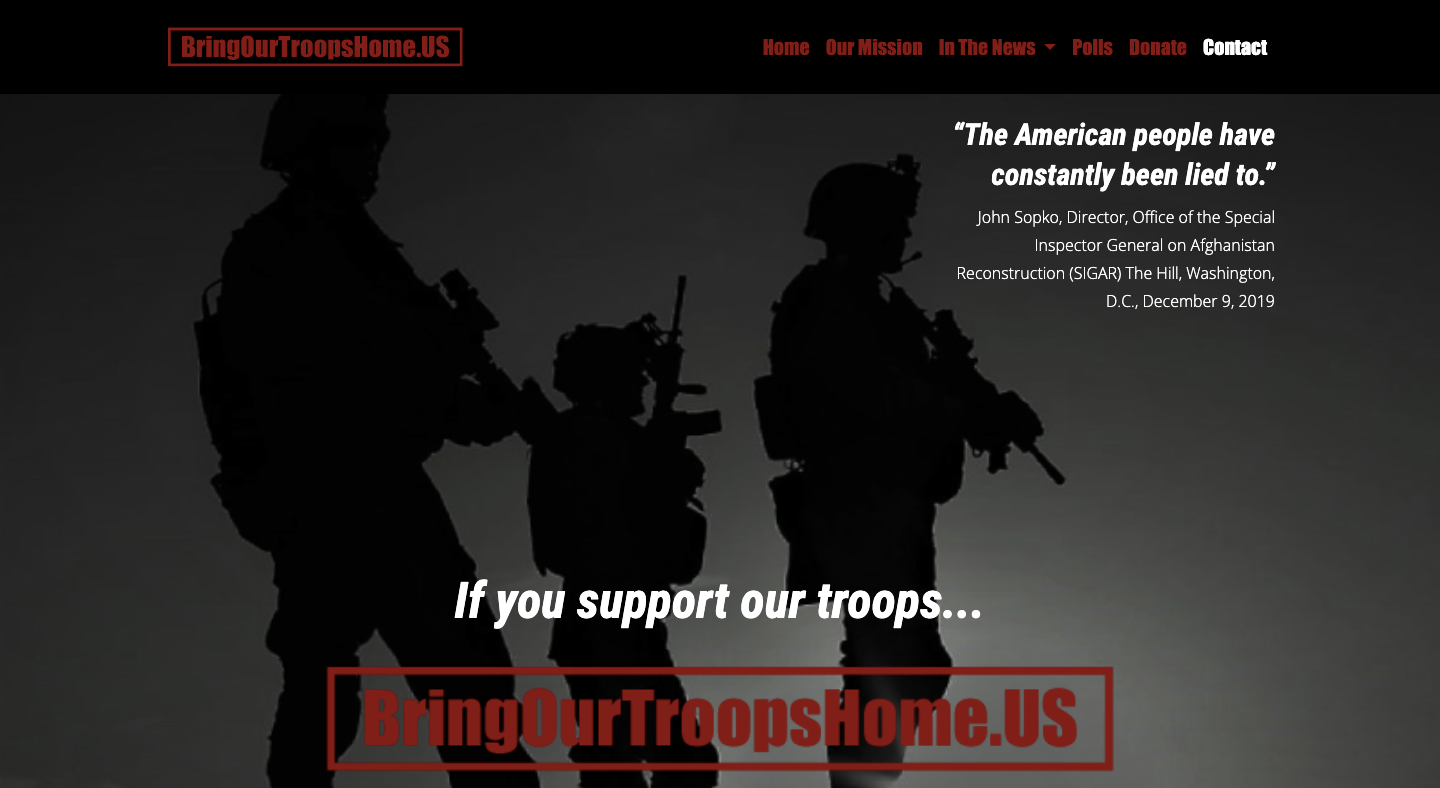 BringOurTroopsHome.US
Home Our Mission In The News Polls Donate Contact
“The American people have
constantly been lied to.”
John Sopko, Director, Office of the Special
Inspector General on Afghanistan
Reconstruction (SIGAR) The Hill, Washington,
D.C., December 9, 2019
If you support our troops...
BringOurTroopsHome.US